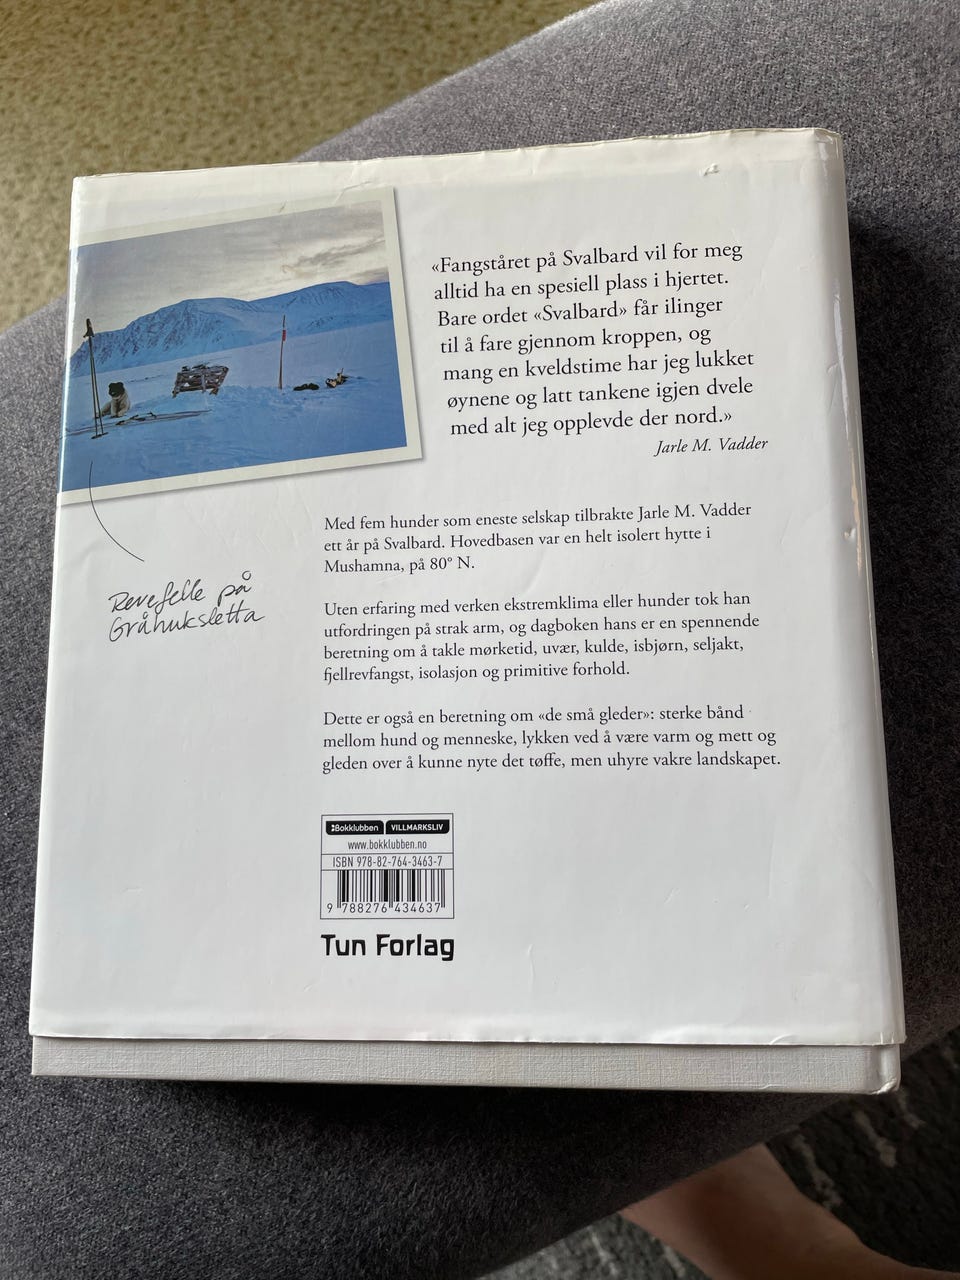 «Fangståret på Svalbard vil for meg
alltid ha en spesiell plass i hjertet.
Bare ordet «Svalbard» får ilinger
til å fare gjennom kroppen, og
mang en kveldstime har jeg lukket
øynene og latt tankene igjen dvele
med alt jeg opplevde der nord.»
Jarle M. Vadder
Revefelle på
Gråhuksletta
Med fem hunder som eneste selskap tilbrakte Jarle M. Vadder
ett år på Svalbard. Hovedbasen var en helt isolert hytte i
Mushamna, på 80° N.
Uten erfaring med verken ekstremklima eller hunder tok han
utfordringen på strak arm, og dagboken hans er en spennende
beretning om å takle mørketid, uvær, kulde, isbjørn, seljakt,
fjellrevfangst, isolasjon og primitive forhold.
Dette er også en beretning om «de små gleder»: sterke bånd
mellom hund og menneske, lykken ved å være varm og mett og
gleden over å kunne nyte det tøffe, men uhyre vakre landskapet.
Bokklubben VILLMARKSLIV
www.bokklubben.no
ISBN 978-82-764-3463-7
9 788276 434637
Tun Forlag